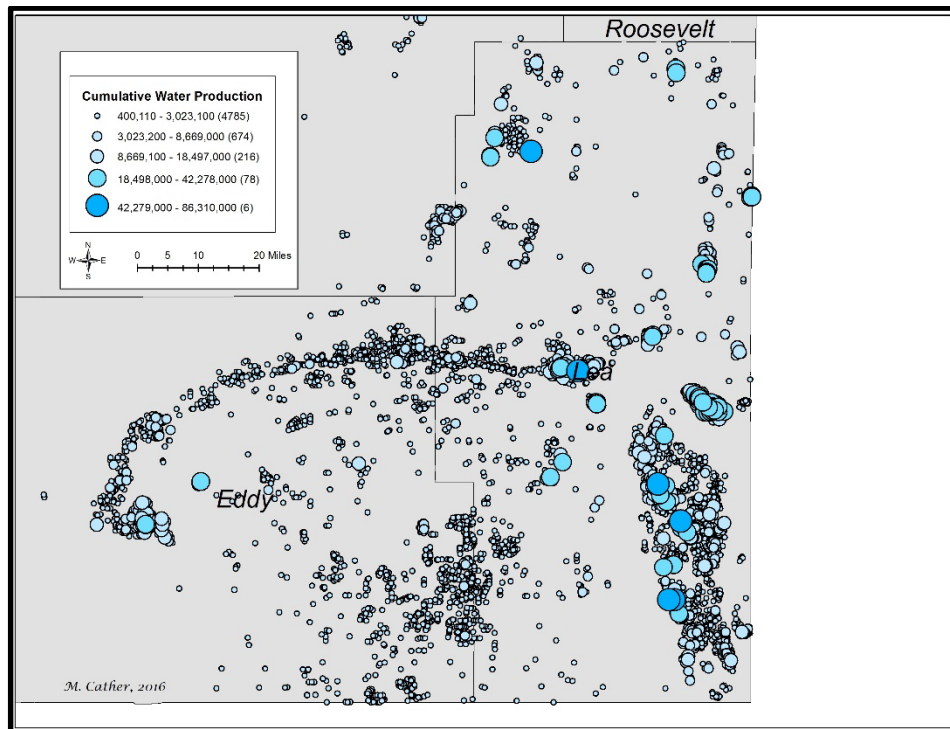 Roosevelt
Cumulative Water Production
400,110 - 3,023,100 (4785)
3,023,200 - 8,669,000 (674)
8,669,100 - 18,497,000 (216)
18,498,000 - 42,278,000 (78)
42,279,000 - 86,310,000 (6)
N
W E
S
0 5 10 20 Miles
Lea
Eddy
M. Cather, 2016